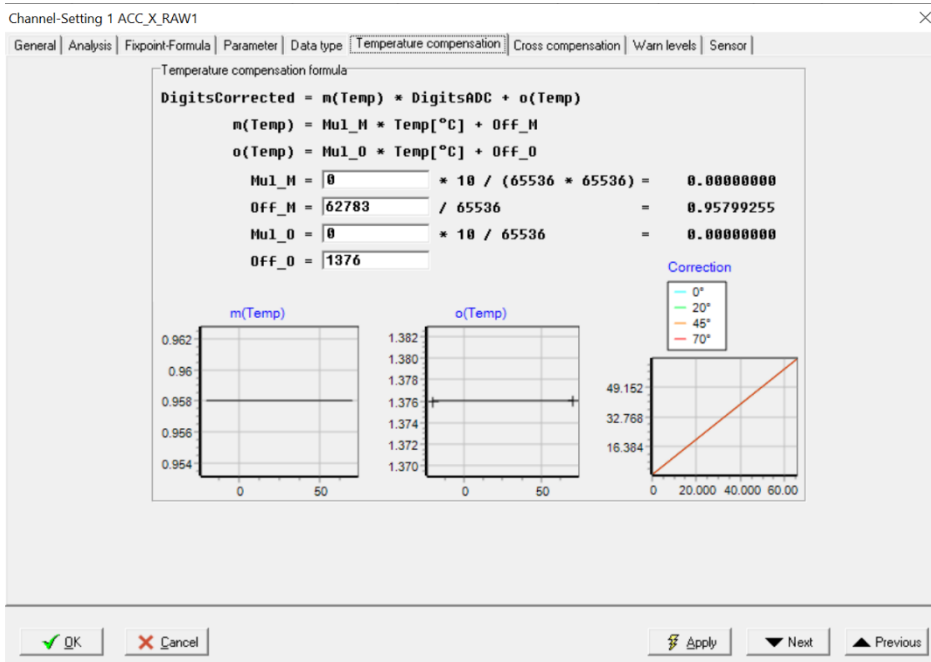 Channel-Setting 1 ACC_X_RAW1
General Analysis Fixpoint-Formula Parameter Data type Temperature compensation Cross compensation Warn levels Sensor
Temperature compensation formula
DigitsCorrected = m(Temp) * DigitsADC + o(Temp)
m(Temp) = Mul_M * Temp[°C] + Off_M
o(Temp) = Mul_O * Temp[°C] + Off_O
Mul_M = 0 * 10 / (65536 * 65536) = 0.00000000
Off_M = 62783 / 65536 = 0.95799255
Mul_O = 0 * 10 / 65536 = 0.00000000
Off_O = 1376
Correction
0°
20°
45°
70°
m(Temp)
0.962
0.96
0.958
0.956
0.954
0 50
o(Temp)
1.382
1.380
1.378
1.376
1.374
1.372
1.370
0 50
49.152
32.768
16.384
0 20.000 40.000 60.00
OK Cancel Apply Next Previous